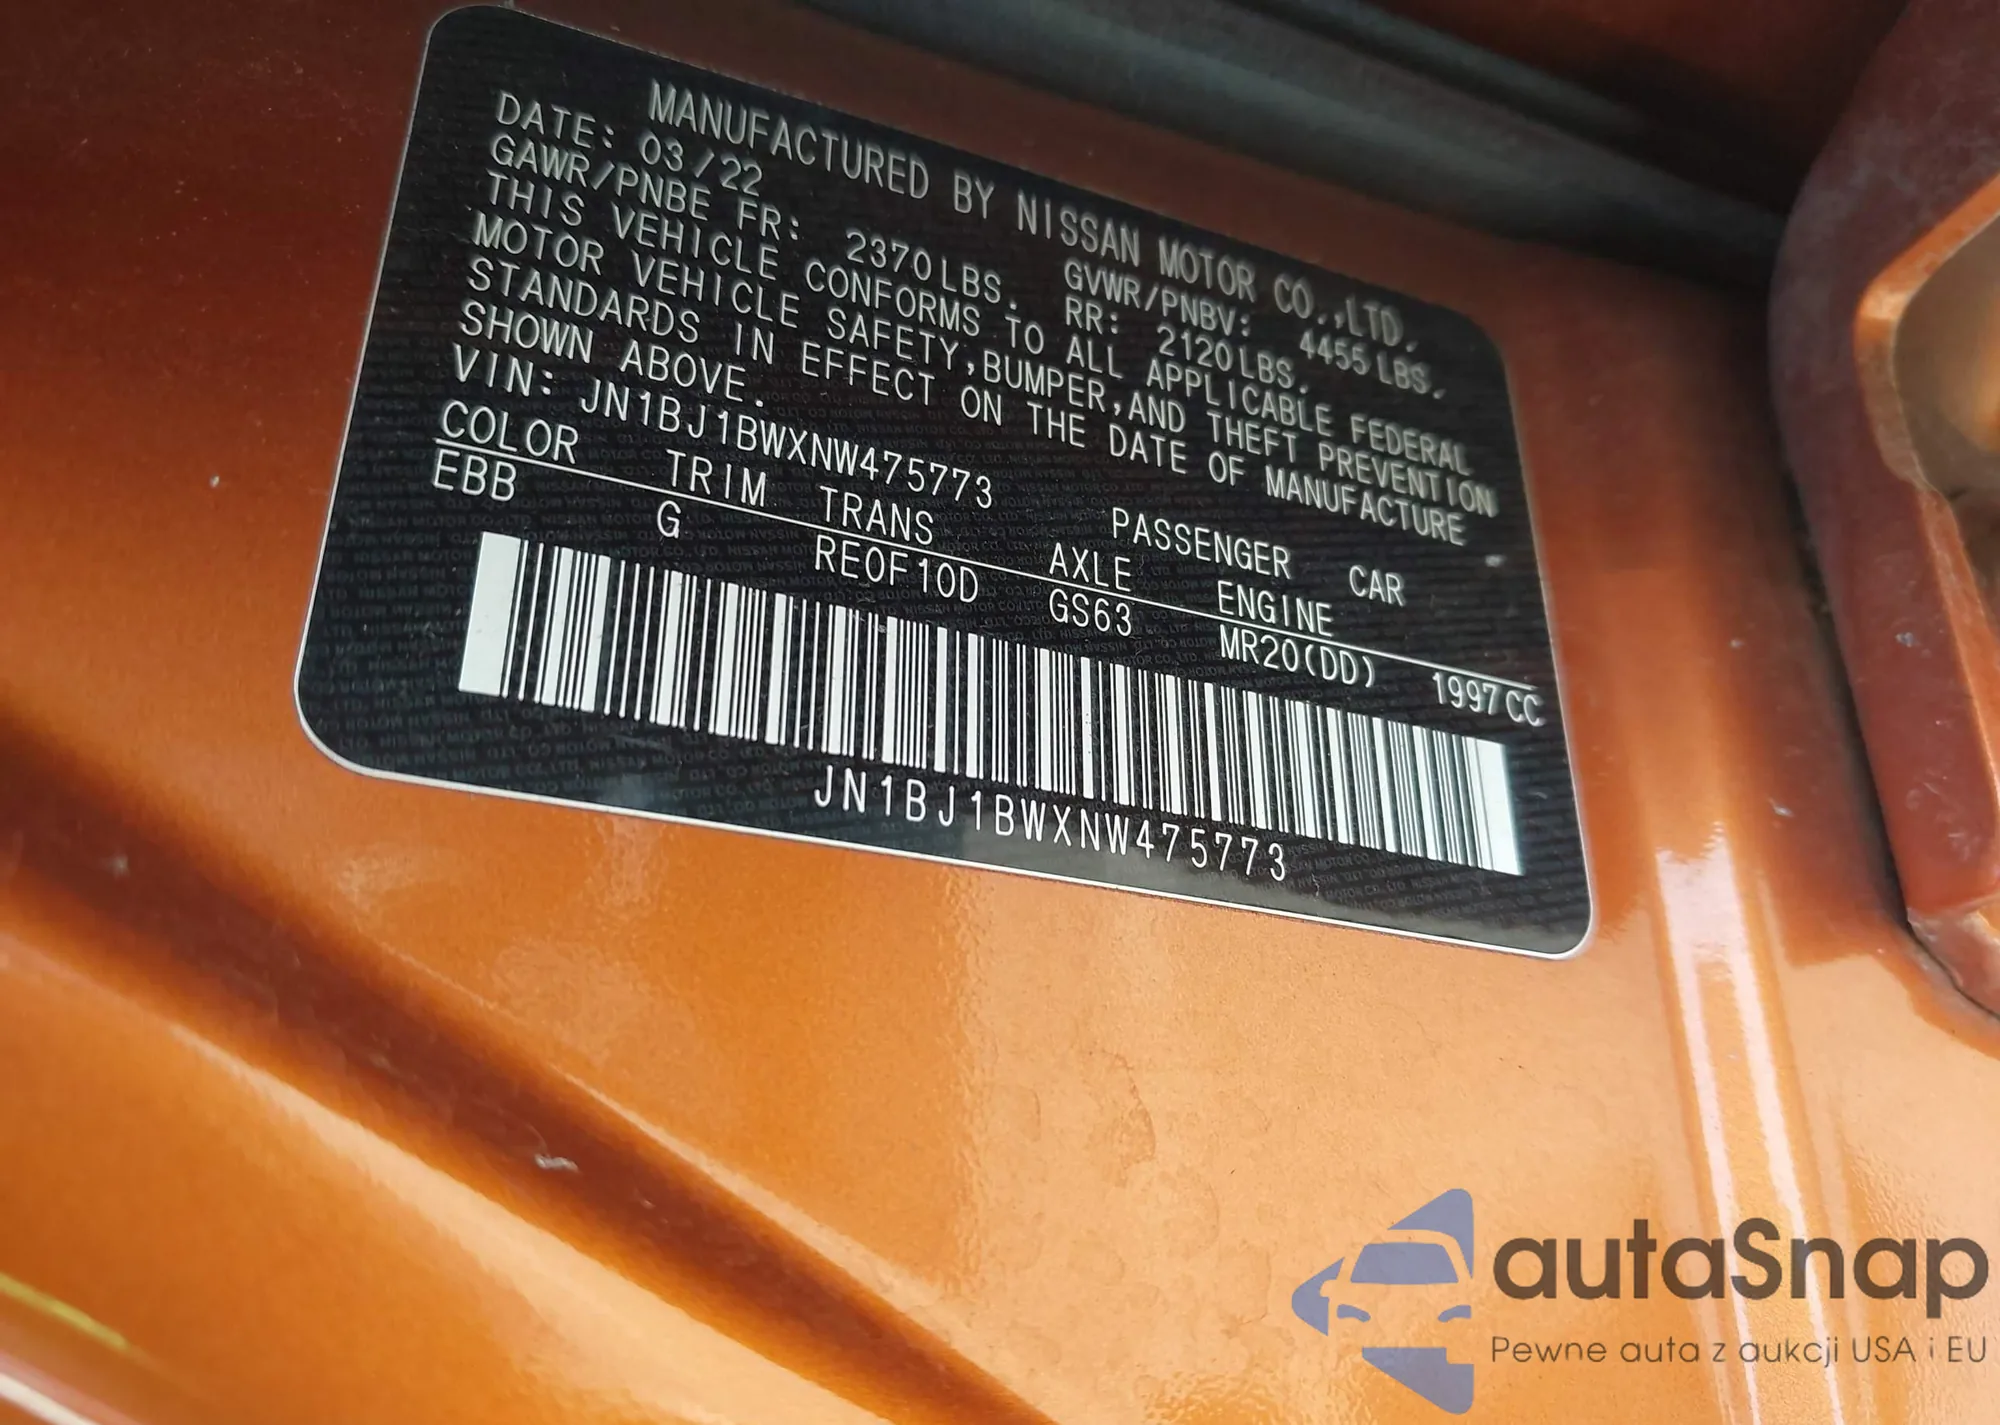 MANUFACTURED BY NISSAN MOTOR CO.,LTD.
DATE: 03/22 GVWR/PNBV: 4455LBS.
GAWR/PNBE FR: 2370LBS. RR: 2120LBS.
THIS VEHICLE CONFORMS TO ALL APPLICABLE FEDERAL
MOTOR VEHICLE SAFETY,BUMPER,AND THEFT PREVENTION
STANDARDS IN EFFECT ON THE DATE OF MANUFACTURE
SHOWN ABOVE.
VIN: JN1BJ1BWXNW475773 PASSENGER CAR
COLOR TRIM TRANS AXLE ENGINE
EBB G RE0F10D GS63 MR20(DD) 1997CC
JN1BJ1BWXNW475773
autaSnap
Pewne auta z aukcji USA i EU